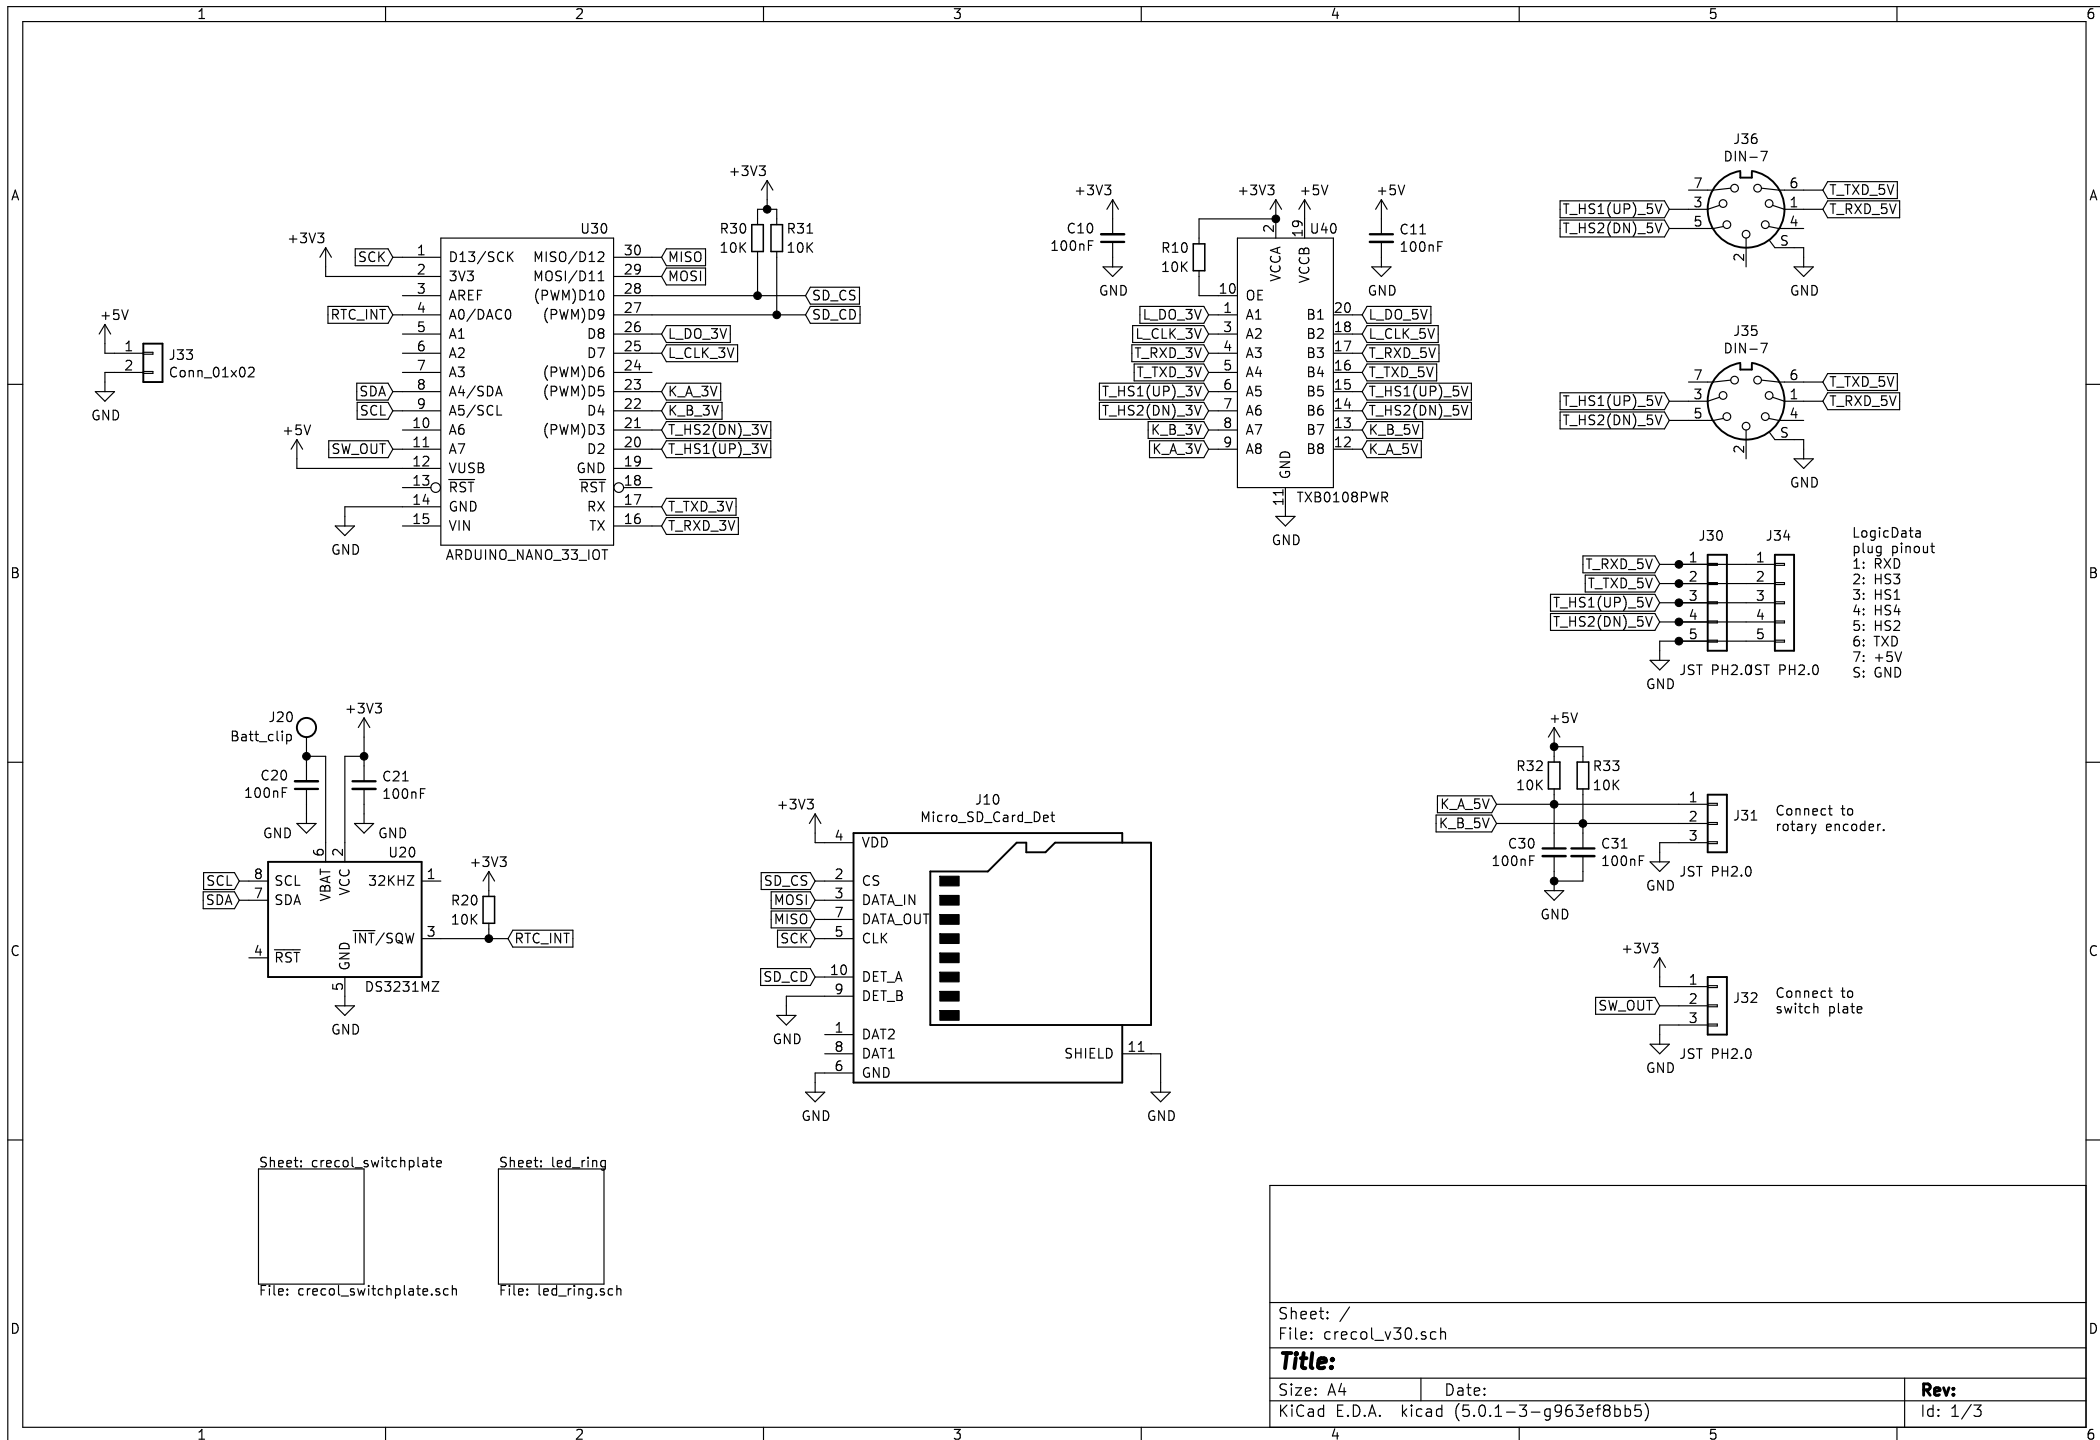 1 2 3 4 5 6
A
B
C
D
A
B
C
D
+5V
1
2
J33
Conn_01x02
GND
+3V3
+5V
GND
U30
SCK 1 D13/SCK
2 3V3
3 AREF
RTC_INT 4 A0/DAC0
5 A1
6 A2
7 A3
SDA 8 A4/SDA
SCL 9 A5/SCL
10 A6
SW_OUT 11 A7
12 VUSB
13 RST
14 GND
15 VIN
MISO/D12 30 MISO
MOSI/D11 29 MOSI
(PWM)D10 28 SD_CS
(PWM)D9 27 SD_CD
D8 26 L_DO_3V
D7 25 L_CLK_3V
(PWM)D6 24
(PWM)D5 23 K_A_3V
D4 22 K_B_3V
(PWM)D3 21 T_HS2(DN)_3V
D2 20 T_HS1(UP)_3V
GND 19
RST 18
RX 17 T_TXD_3V
TX 16 T_RXD_3V
ARDUINO_NANO_33_IOT
+3V3
R30
10K
R31
10K
+3V3
C10
100nF
GND
R10
10K
+3V3
+5V
2 19 U40
VCCA VCCB
+5V
C11
100nF
GND
10 OE
L_DO_3V 1 A1 B1 20 L_DO_5V
L_CLK_3V 3 A2 B2 18 L_CLK_5V
T_RXD_3V 4 A3 B3 17 T_RXD_5V
T_TXD_3V 5 A4 B4 16 T_TXD_5V
T_HS1(UP)_3V 6 A5 B5 15 T_HS1(UP)_5V
T_HS2(DN)_3V 7 A6 B6 14 T_HS2(DN)_5V
K_B_3V 8 A7 B7 13 K_B_5V
K_A_3V 9 A8 B8 12 K_A_5V
GND
11
TXB0108PWR
GND
J36
DIN-7
7 6 T_TXD_5V
T_HS1(UP)_5V 3 1 T_RXD_5V
T_HS2(DN)_5V 5 4
2 S
GND
J35
DIN-7
7 6 T_TXD_5V
T_HS1(UP)_5V 3 1 T_RXD_5V
T_HS2(DN)_5V 5 4
2 S
GND
J30 J34
T_RXD_5V 1 1
T_TXD_5V 2 2
T_HS1(UP)_5V 3 3
T_HS2(DN)_5V 4 4
5 5
GND
JST PH2.0
JST PH2.0
LogicData
plug pinout
1: RXD
2: HS3
3: HS1
4: HS4
5: HS2
6: TXD
7: +5V
S: GND
J20
Batt_clip
+3V3
C20
100nF
GND
C21
100nF
GND
6 2 U20
VBAT VCC
SCL 8 SCL
SDA 7 SDA
4 RST
32KHZ 1
INT/SQW 3 RTC_INT
GND
5
DS3231MZ
GND
+3V3
R20
10K
J10
Micro_SD_Card_Det
+3V3
4 VDD
SD_CS 2 CS
MOSI 3 DATA_IN
MISO 7 DATA_OUT
SCK 5 CLK
SD_CD 10 DET_A
9 DET_B
GND
1 DAT2
8 DAT1
6 GND
SHIELD 11
GND
GND
+5V
R32
10K
R33
10K
K_A_5V 1
K_B_5V 2
3
J31
Connect to
rotary encoder.
C30
100nF
C31
100nF
GND
GND
JST PH2.0
+3V3
1
SW_OUT 2
3
J32
Connect to
switch plate
GND
JST PH2.0
Sheet: crecol_switchplate
File: crecol_switchplate.sch
Sheet: led_ring
File: led_ring.sch
Sheet: /
File: crecol_v30.sch
Title:
Size: A4 Date: Rev:
KiCad E.D.A. kicad (5.0.1-3-g963ef8bb5) Id: 1/3
1 2 3 4 5 6